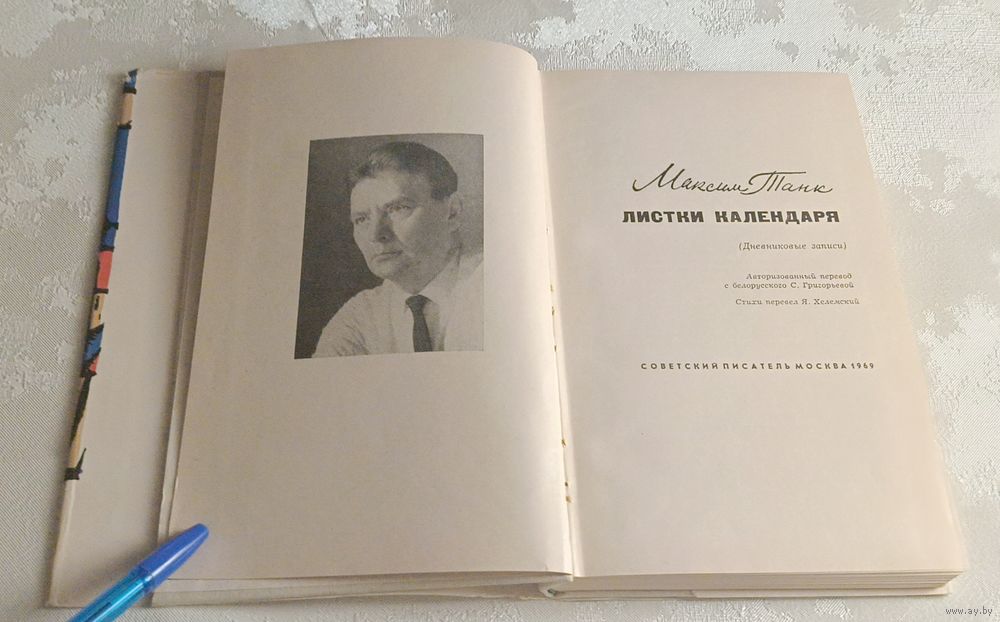 Максим Танк
ЛИСТКИ КАЛЕНДАРЯ
(Дневниковые записи)
Авторизованный перевод
с белорусского С. Григорьевой
Стихи перевел Я. Хелемский
СОВЕТСКИЙ ПИСАТЕЛЬ МОСКВА 1969
www.ay.by